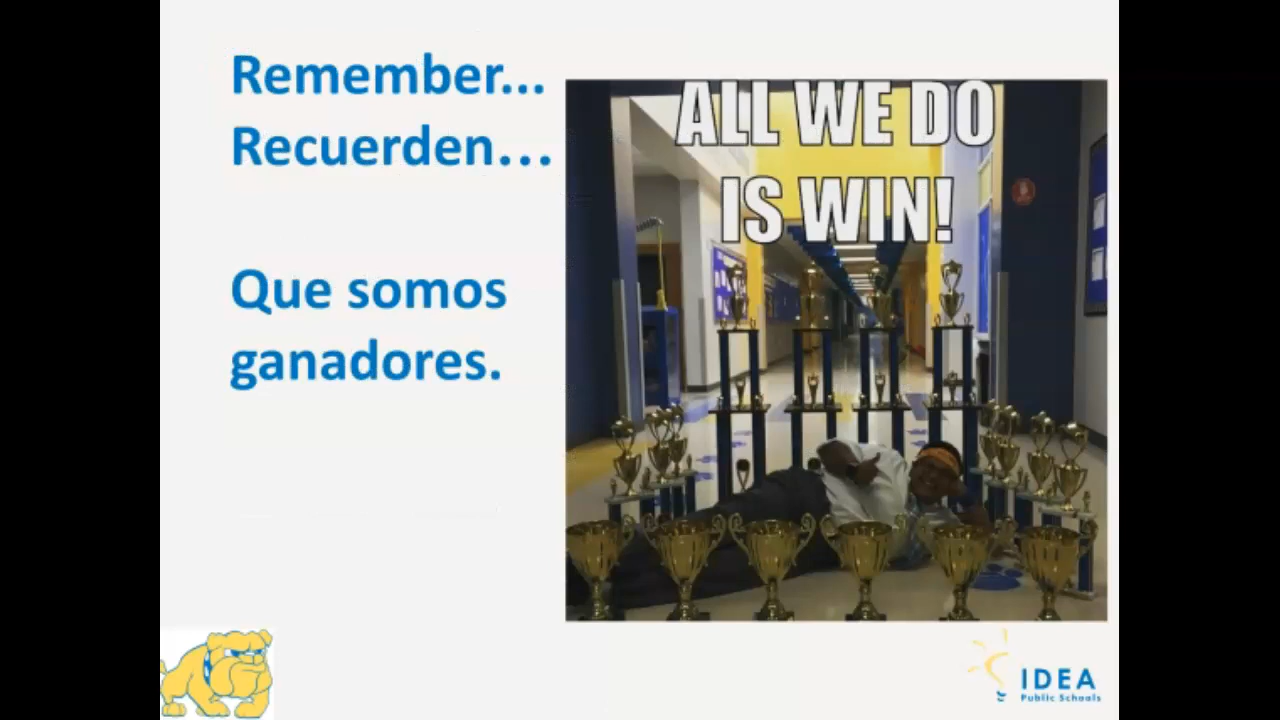 Remember...
Recuerden...
Que somos
ganadores.
ALL WE DO
IS WIN!
IDEA
Public Schools